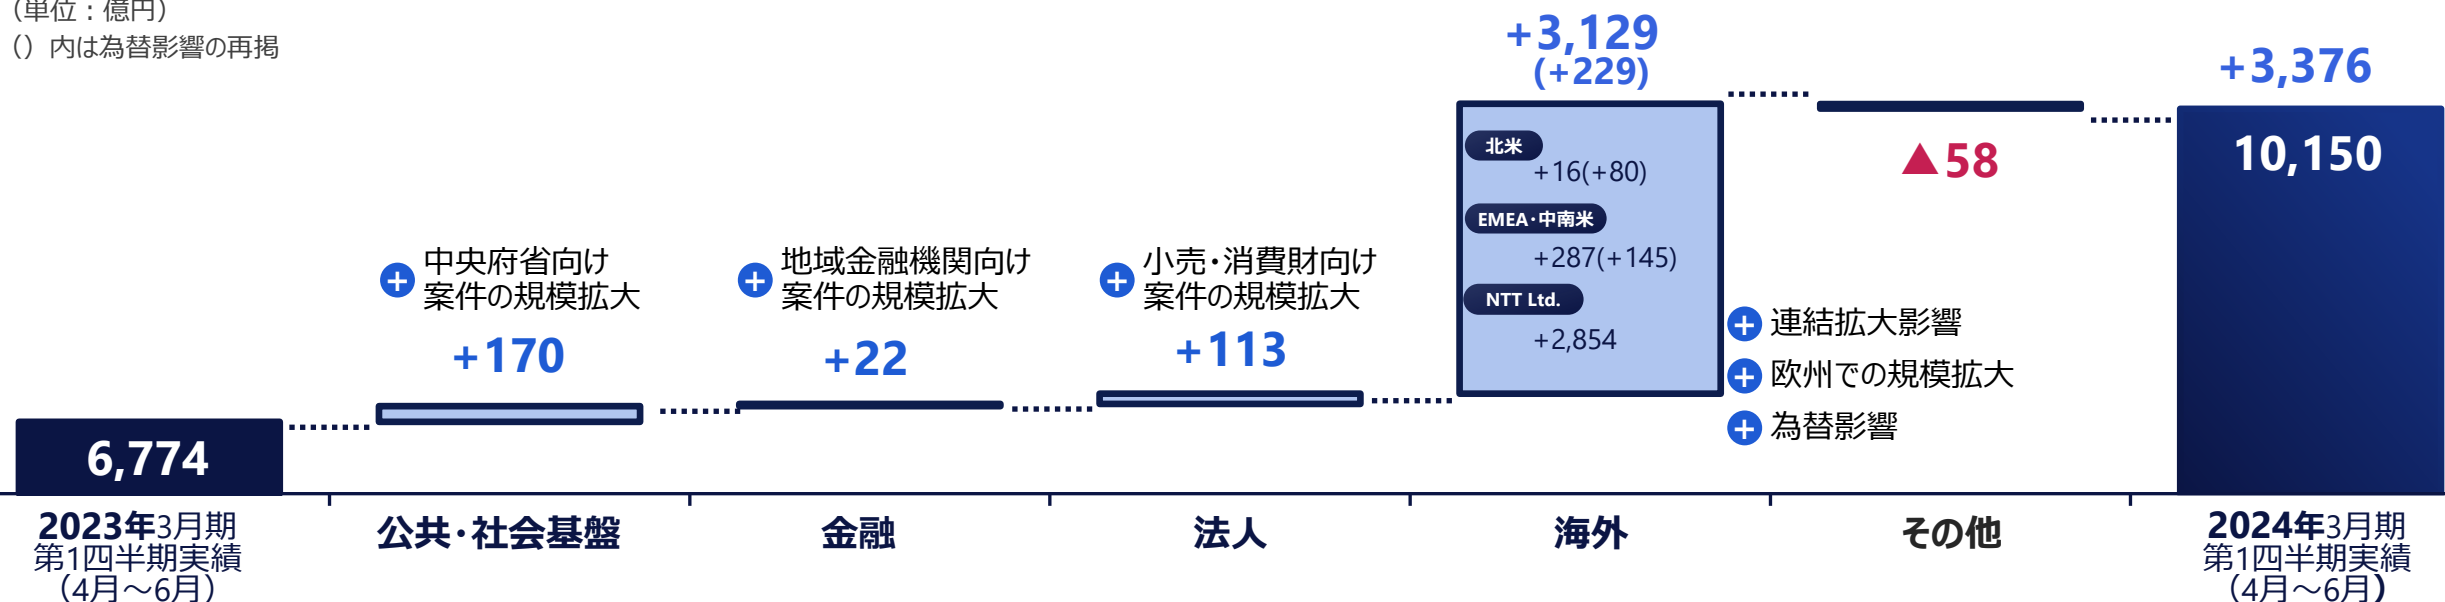 （単位：億円）
（）内は為替影響の再掲
+3,129
(+229)
+3,376
10,150
北米
+16(+80)
EMEA・中南米
+287(+145)
NTT Ltd.
+2,854
▲58
+ 中央府省向け
案件の規模拡大
+170
+ 地域金融機関向け
案件の規模拡大
+22
+ 小売・消費財向け
案件の規模拡大
+113
+ 連結拡大影響
+ 欧州での規模拡大
+ 為替影響
6,774
2023年3月期
第1四半期実績
（4月～6月）
公共・社会基盤
金融
法人
海外
その他
2024年3月期
第1四半期実績
（4月～6月）